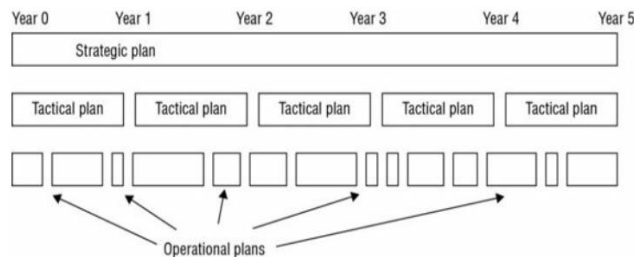 Year 0 Year 1 Year 2 Year 3 Year 4 Year 5
Strategic plan
Tactical plan Tactical plan Tactical plan Tactical plan Tactical plan
Operational plans